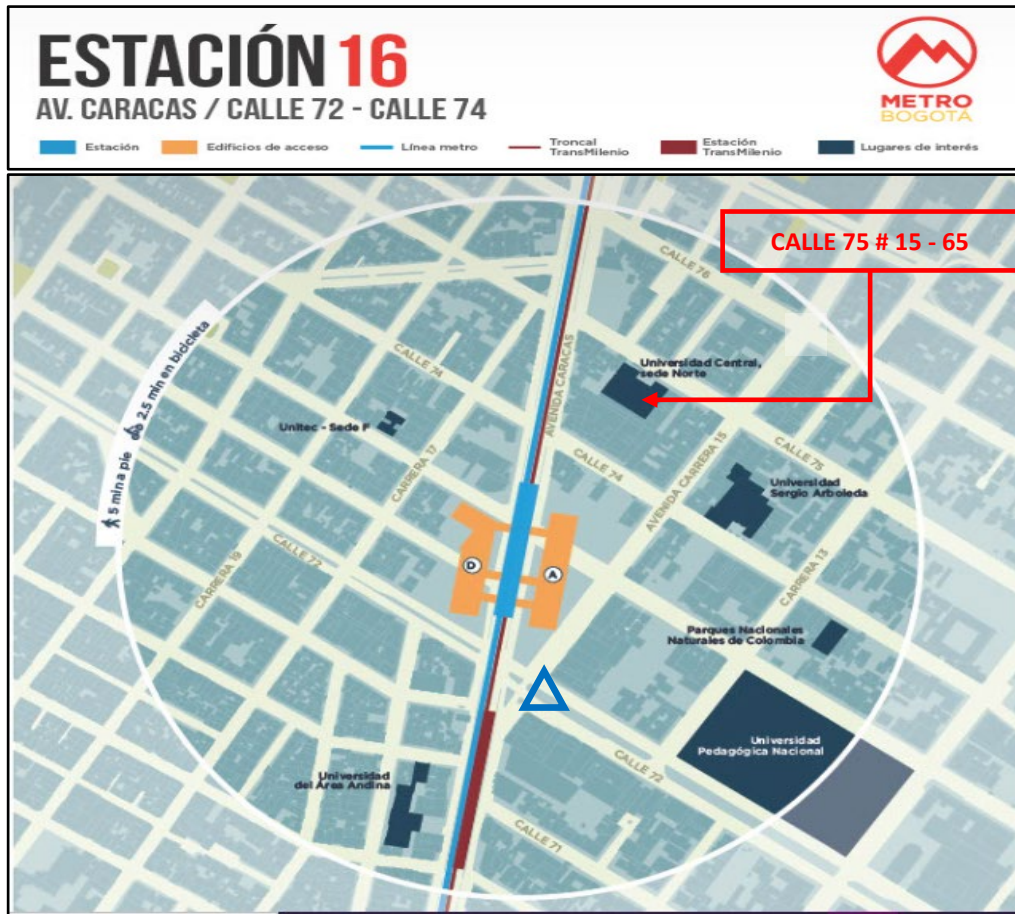 ESTACIÓN 16
AV. CARACAS / CALLE 72 - CALLE 74
METRO
BOGOTÁ
Estación
Edificios de acceso
Línea metro
Troncal
TransMilenio
Estación
TransMilenio
Lugares de interés
CALLE 75 # 15 - 65
CALLE 76
5 min a pie
2.5 min en bicicleta
CALLE 74
AVENIDA CARACAS
Universidad Central,
sede Norte
Unitec - Sede F
CARRERA 17
CALLE 74
AVENIDA CARRERA 15
CALLE 75
Universidad
Sergio Arboleda
CARRERA 19
CALLE 72
D
A
CARRERA 13
Parques Nacionales
Naturales de Colombia
Universidad
Pedagógica Nacional
CALLE 72
Universidad
del Área Andina
CALLE 71